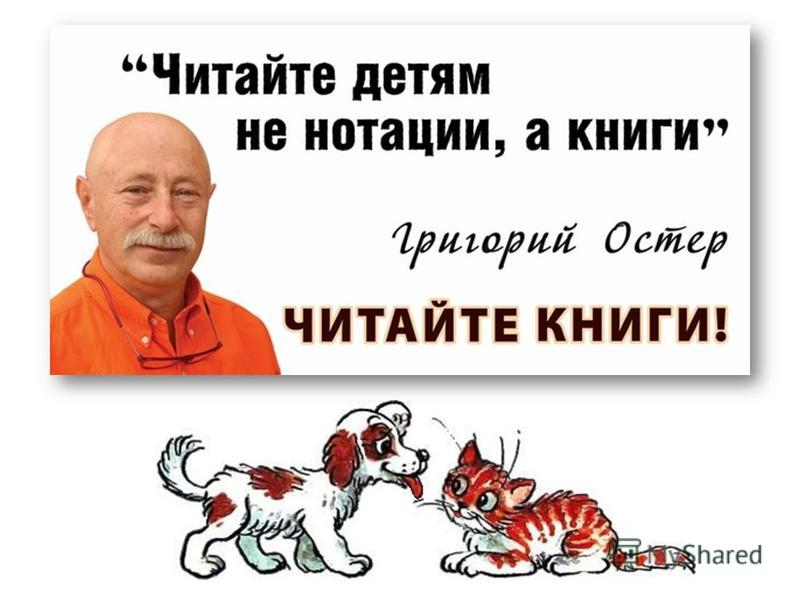 “Читайте детям
не нотации, а книги”
Григорий Остер
ЧИТАЙТЕ КНИГИ!
MyShared